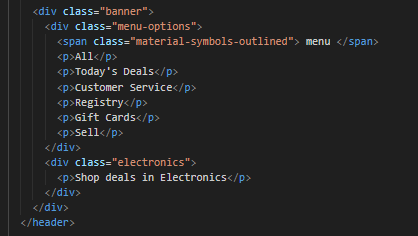 <div class="banner">
<div class="menu-options">
<span class="material-symbols-outlined"> menu </span>
<p>All</p>
<p>Today's Deals</p>
<p>Customer Service</p>
<p>Registry</p>
<p>Gift Cards</p>
<p>Sell</p>
</div>
<div class="electronics">
<p>Shop deals in Electronics</p>
</div>
</div>
</header>